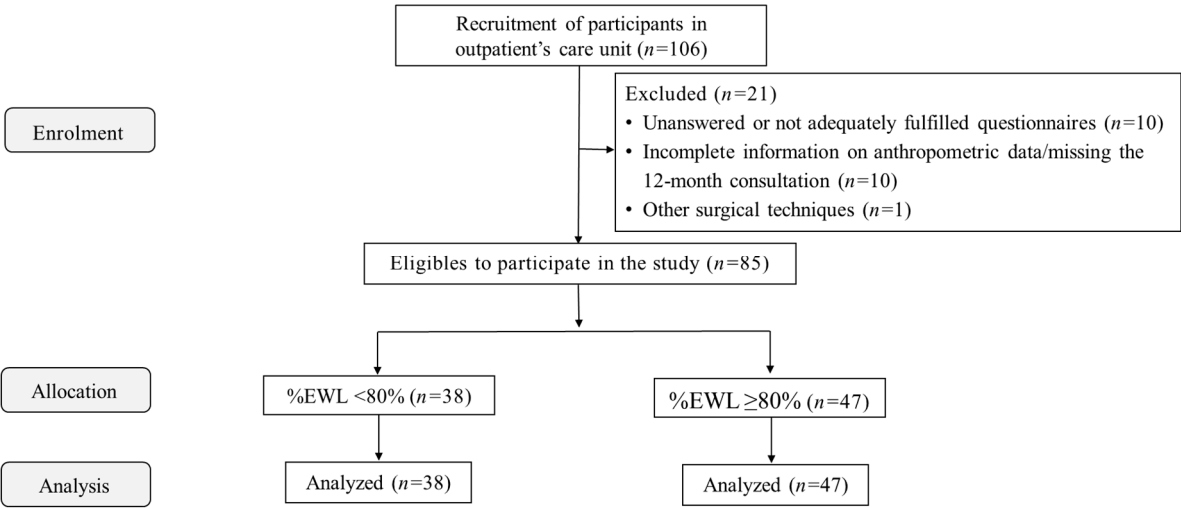 Recruitment of participants in
outpatient's care unit (n=106)
Excluded (n=21)
• Unanswered or not adequately fulfilled questionnaires (n=10)
• Incomplete information on anthropometric data/missing the
12-month consultation (n=10)
• Other surgical techniques (n=1)
Enrolment
Eligibles to participate in the study (n=85)
Allocation
%EWL <80% (n=38)
%EWL ≥80% (n=47)
Analysis
Analyzed (n=38)
Analyzed (n=47)